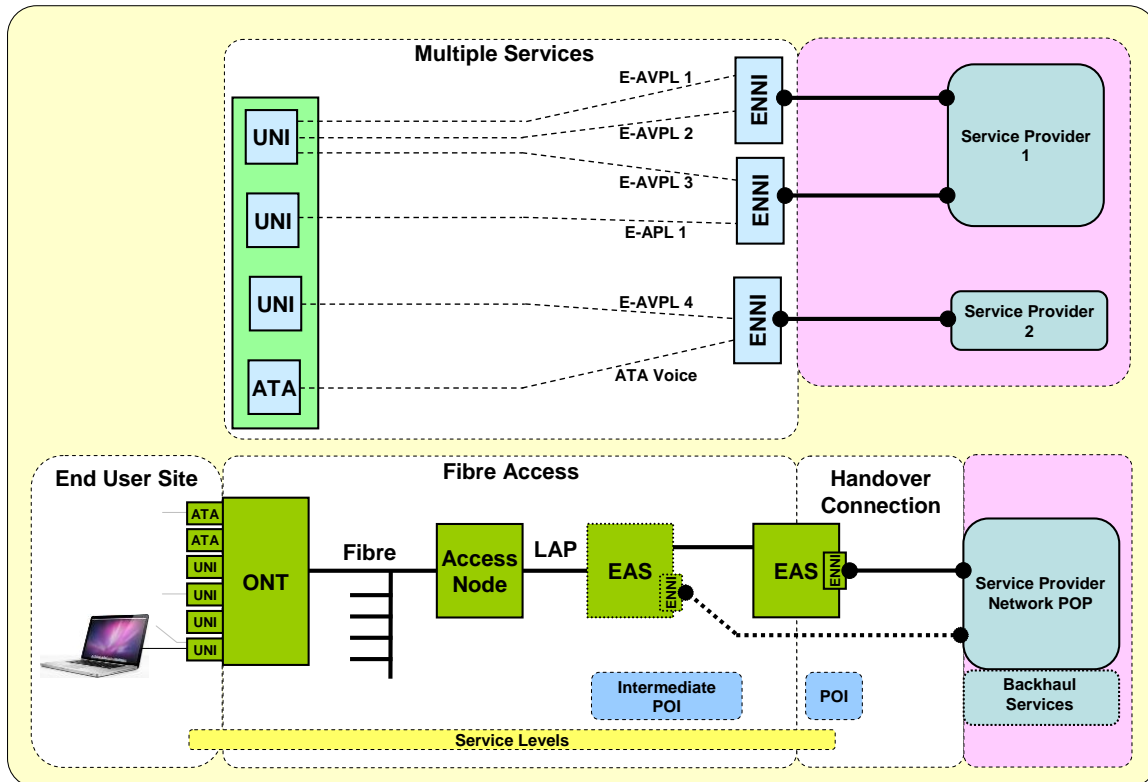 Multiple Services
E-AVPL 1
ENNI
UNI
E-AVPL 2
Service Provider
1
E-AVPL 3
ENNI
UNI
E-APL 1
UNI
E-AVPL 4
ENNI
Service Provider
2
ATA
ATA Voice
End User Site
Fibre Access
Handover
Connection
ATA
ATA
UNI
UNI
UNI
UNI
ONT
Fibre
Access
Node
LAP
EAS
ENNI
EAS
ENNI
Service Provider
Network POP
Intermediate
POI
POI
Backhaul
Services
Service Levels